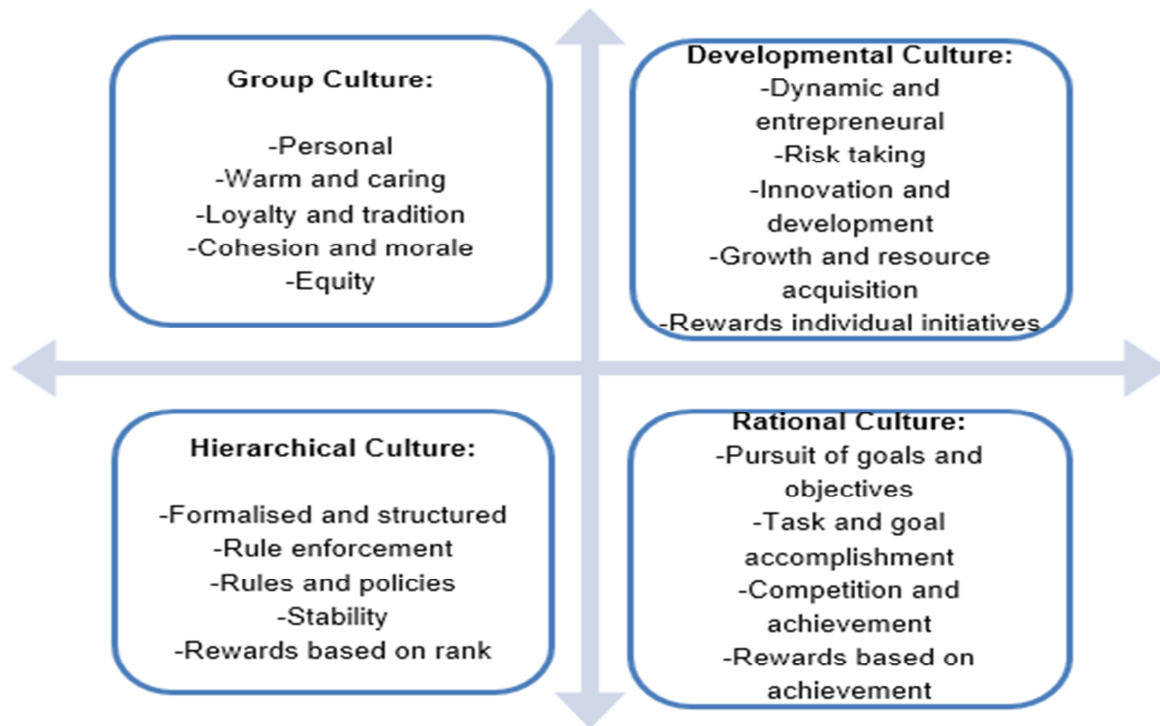 Group Culture:
-Personal
-Warm and caring
-Loyalty and tradition
-Cohesion and morale
-Equity
Developmental Culture:
-Dynamic and
entrepreneural
-Risk taking
-Innovation and
development
-Growth and resource
acquisition
-Rewards individual initiatives
Hierarchical Culture:
-Formalised and structured
-Rule enforcement
-Rules and policies
-Stability
-Rewards based on rank
Rational Culture:
-Pursuit of goals and
objectives
-Task and goal
accomplishment
-Competition and
achievement
-Rewards based on
achievement